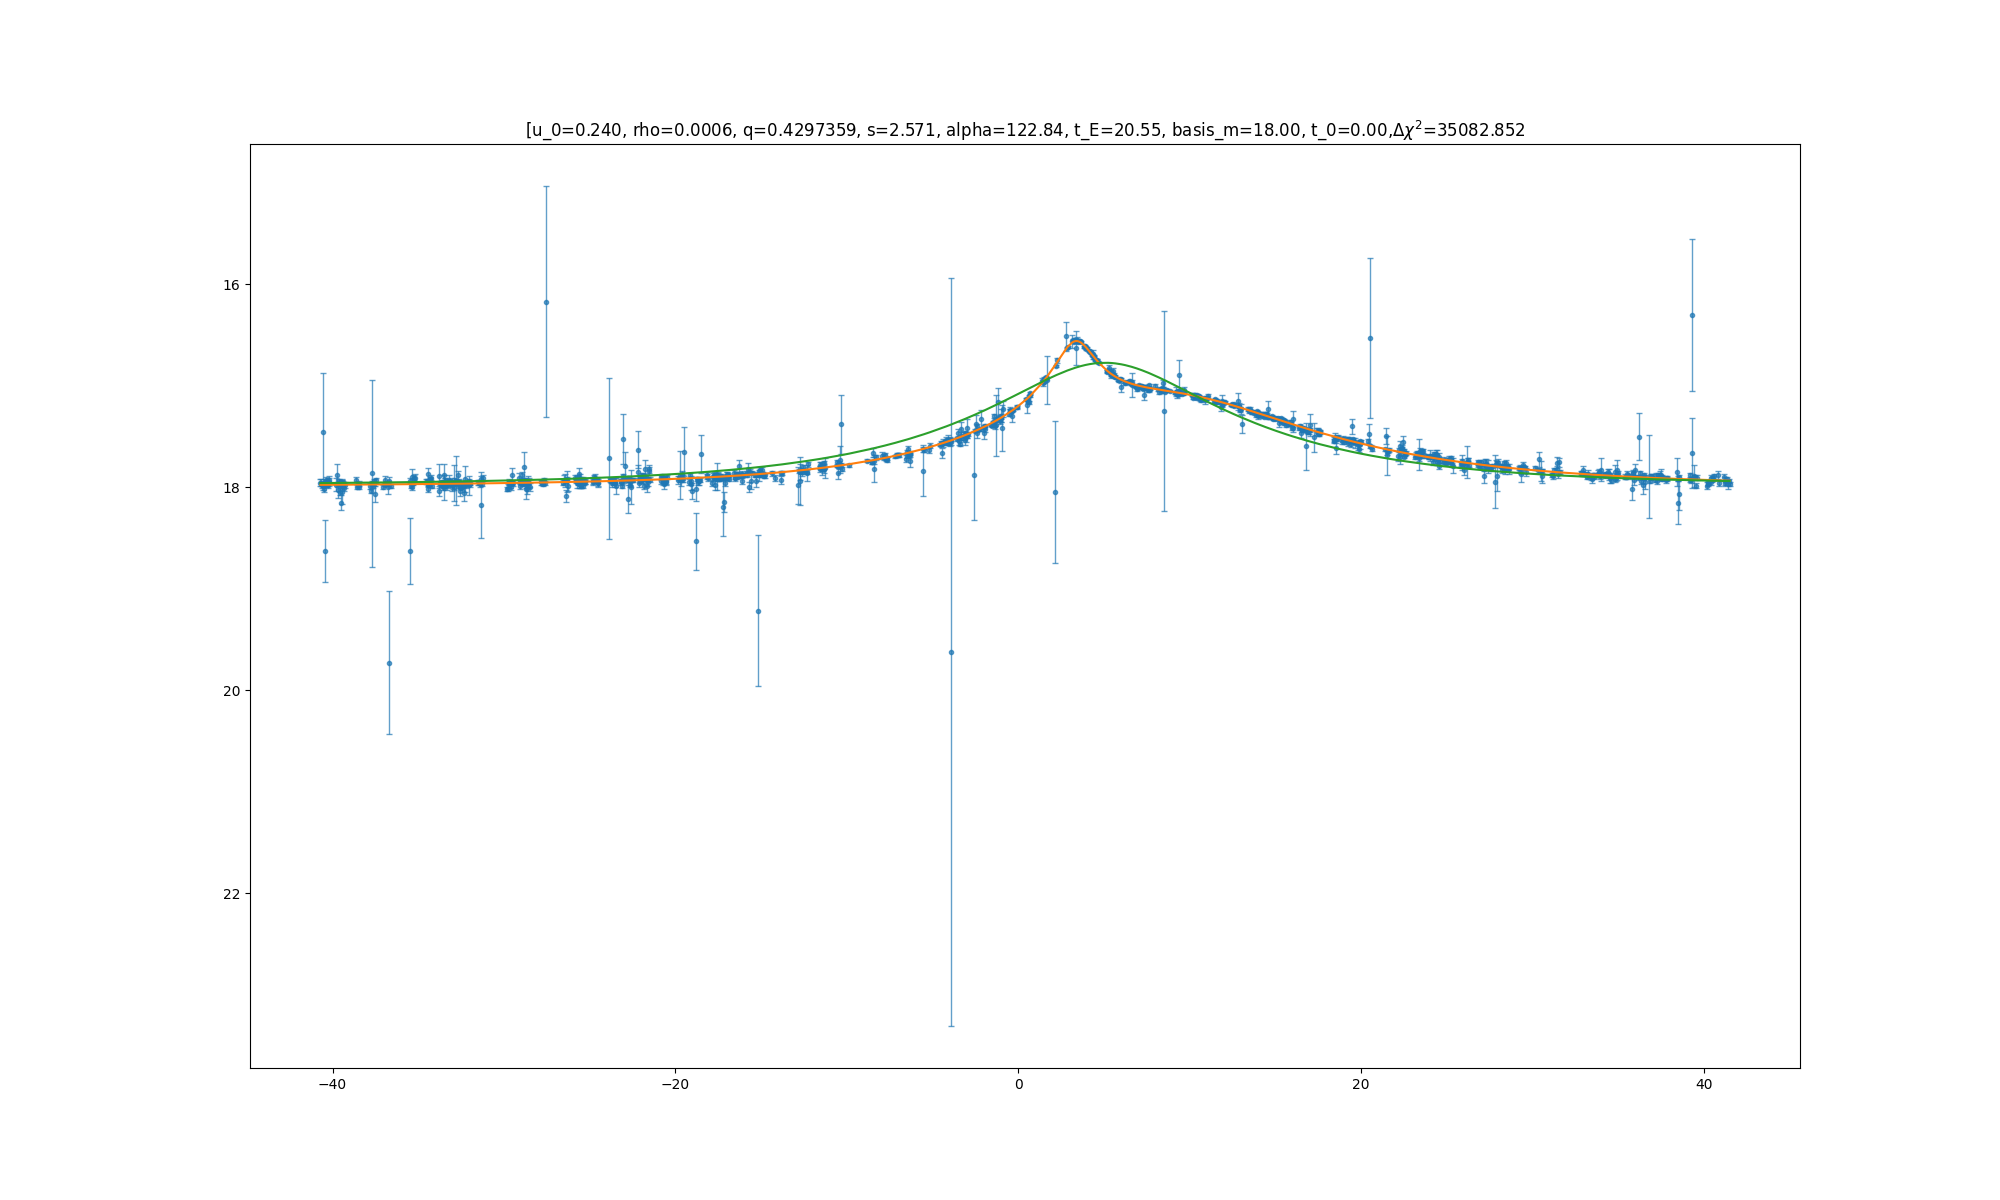 [u_0=0.240, rho=0.0006, q=0.4297359, s=2.571, alpha=122.84, t_E=20.55, basis_m=18.00, t_0=0.00,Δχ²=35082.852
16
18
20
22
−40 −20 0 20 40